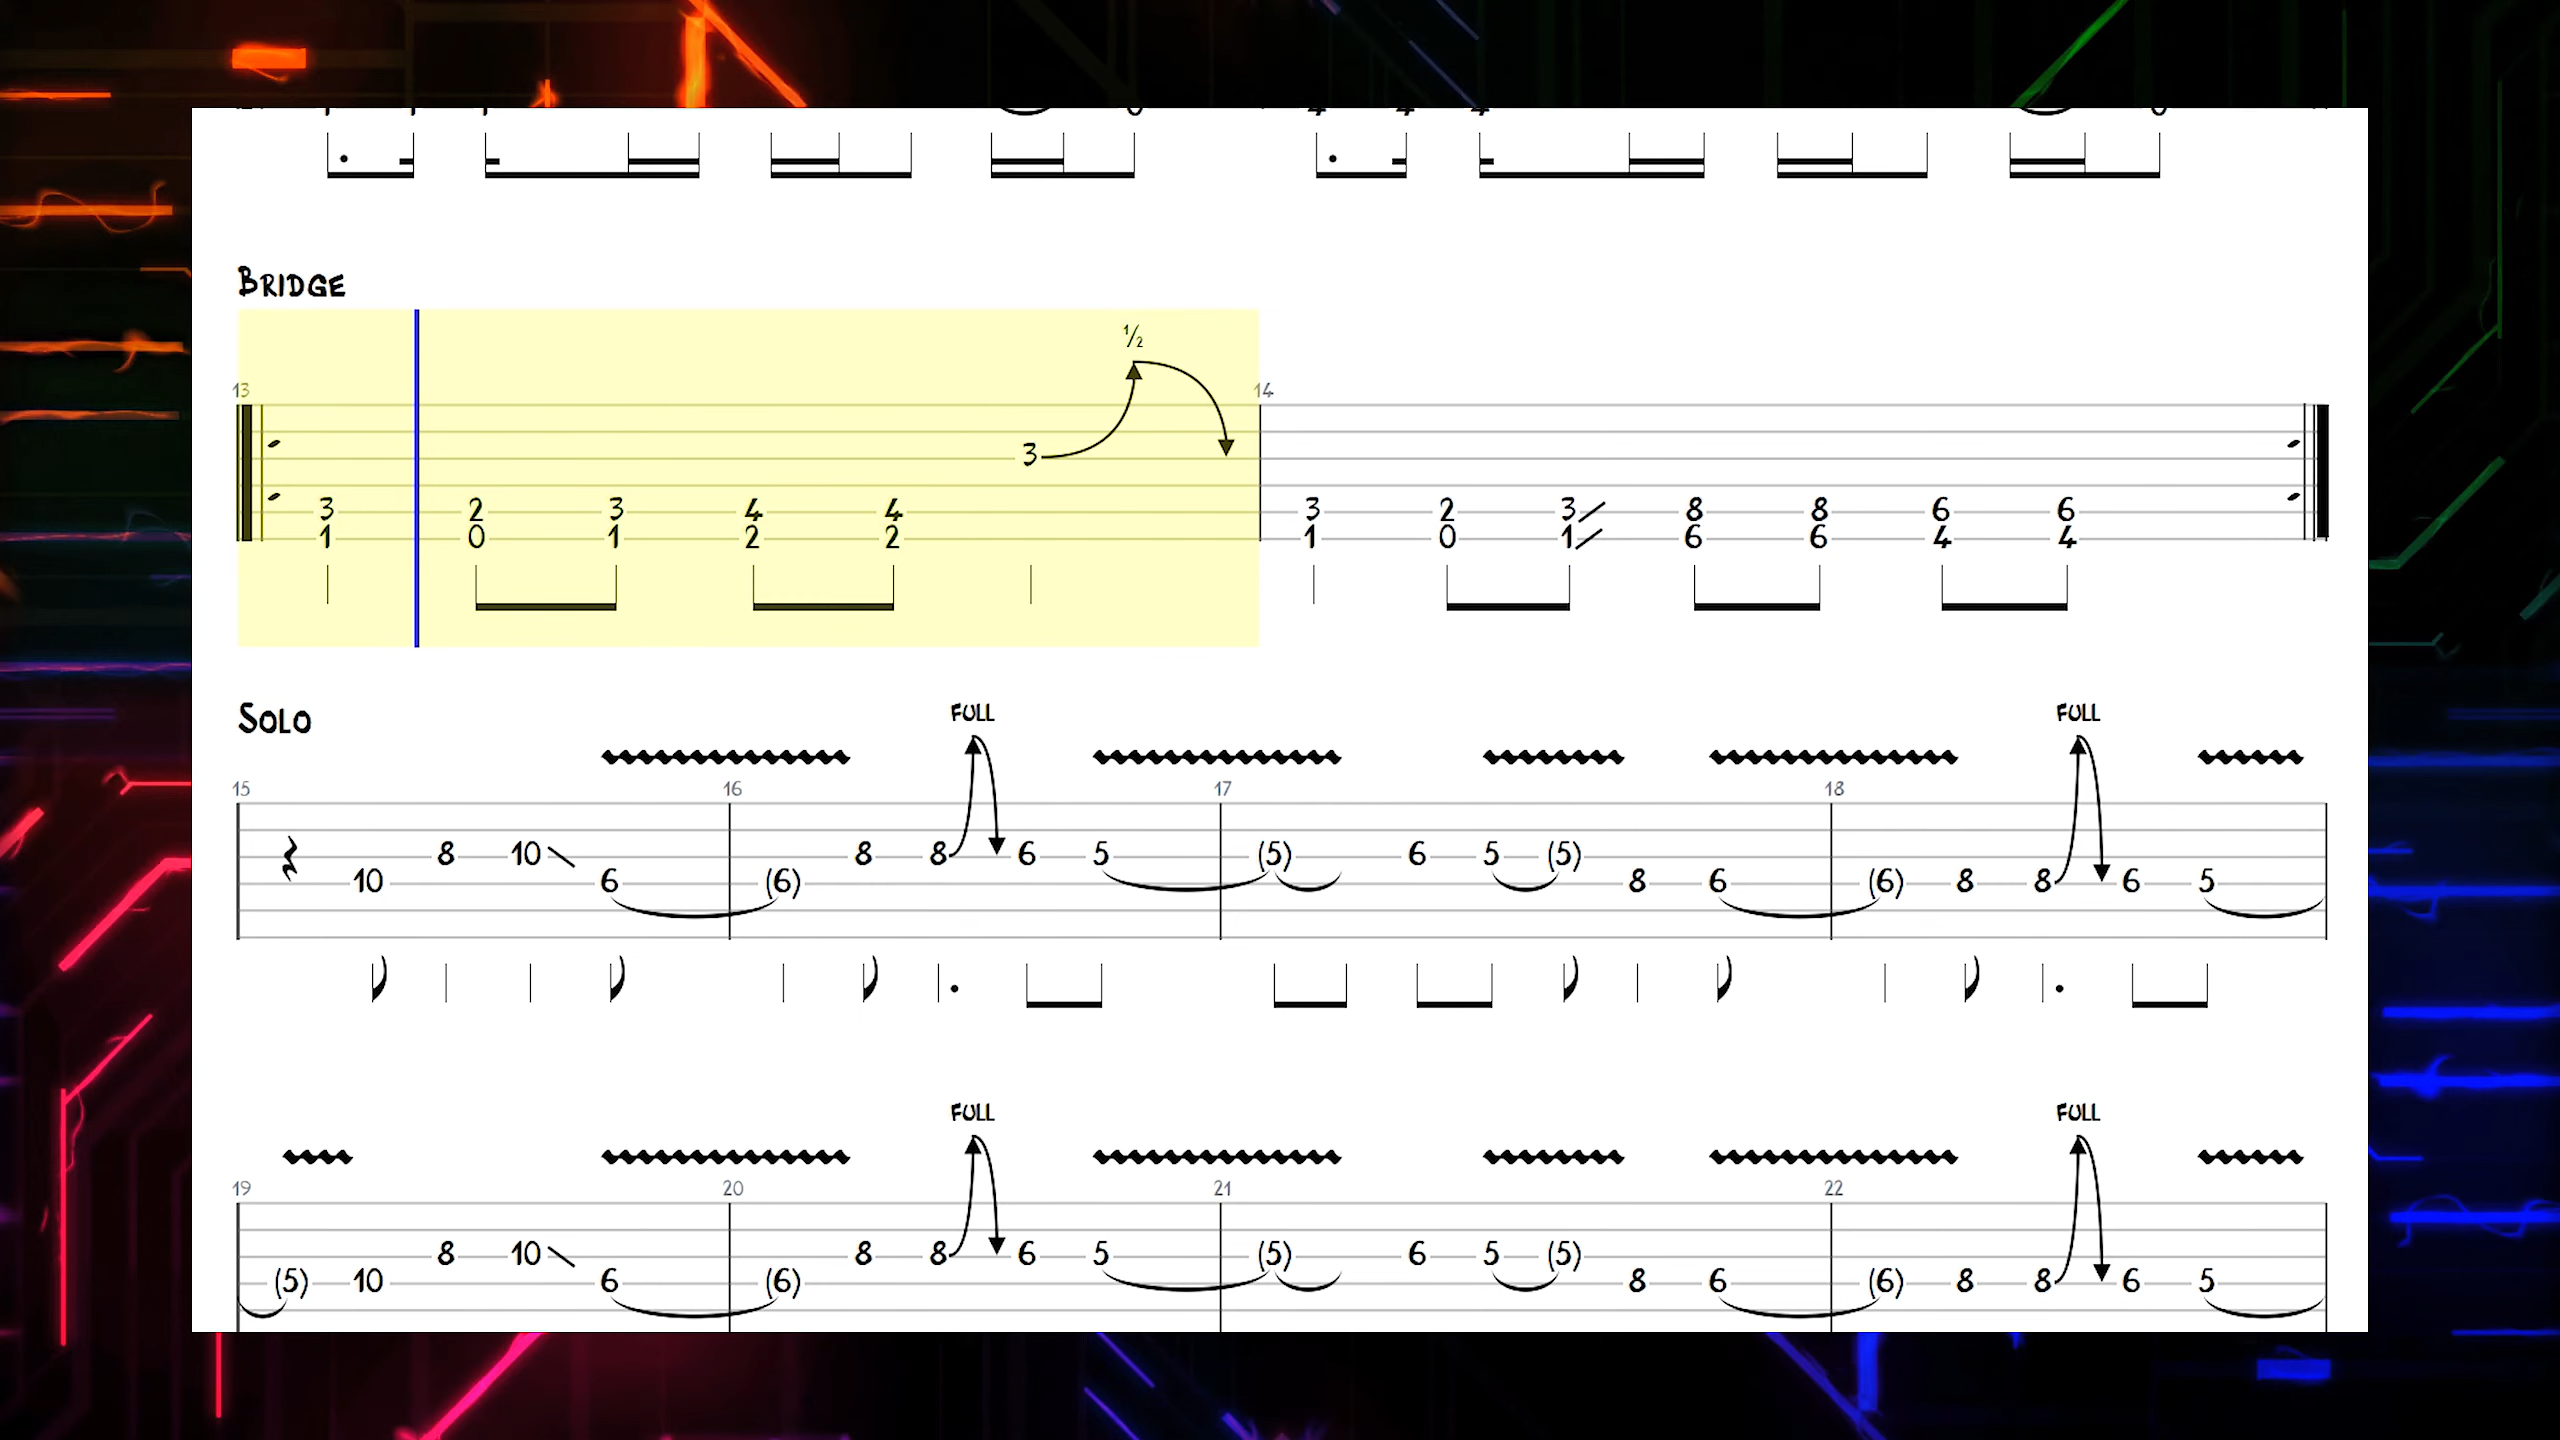 BRIDGE
1/2
13 14
3
3 2 3 4 4 3 2 3 8 8 6 6
1 0 1 2 2 1 0 1 6 6 4 4
SOLO
FULL FULL
15 16 17 18
8 10 8 8 6 5 (5) 6 5 (5)
10 6 (6) 8 6 (6) 8 8 6 5
FULL FULL
19 20 21 22
8 10 8 8 6 5 (5) 6 5 (5)
(5) 10 6 (6) 8 6 (6) 8 8 6 5